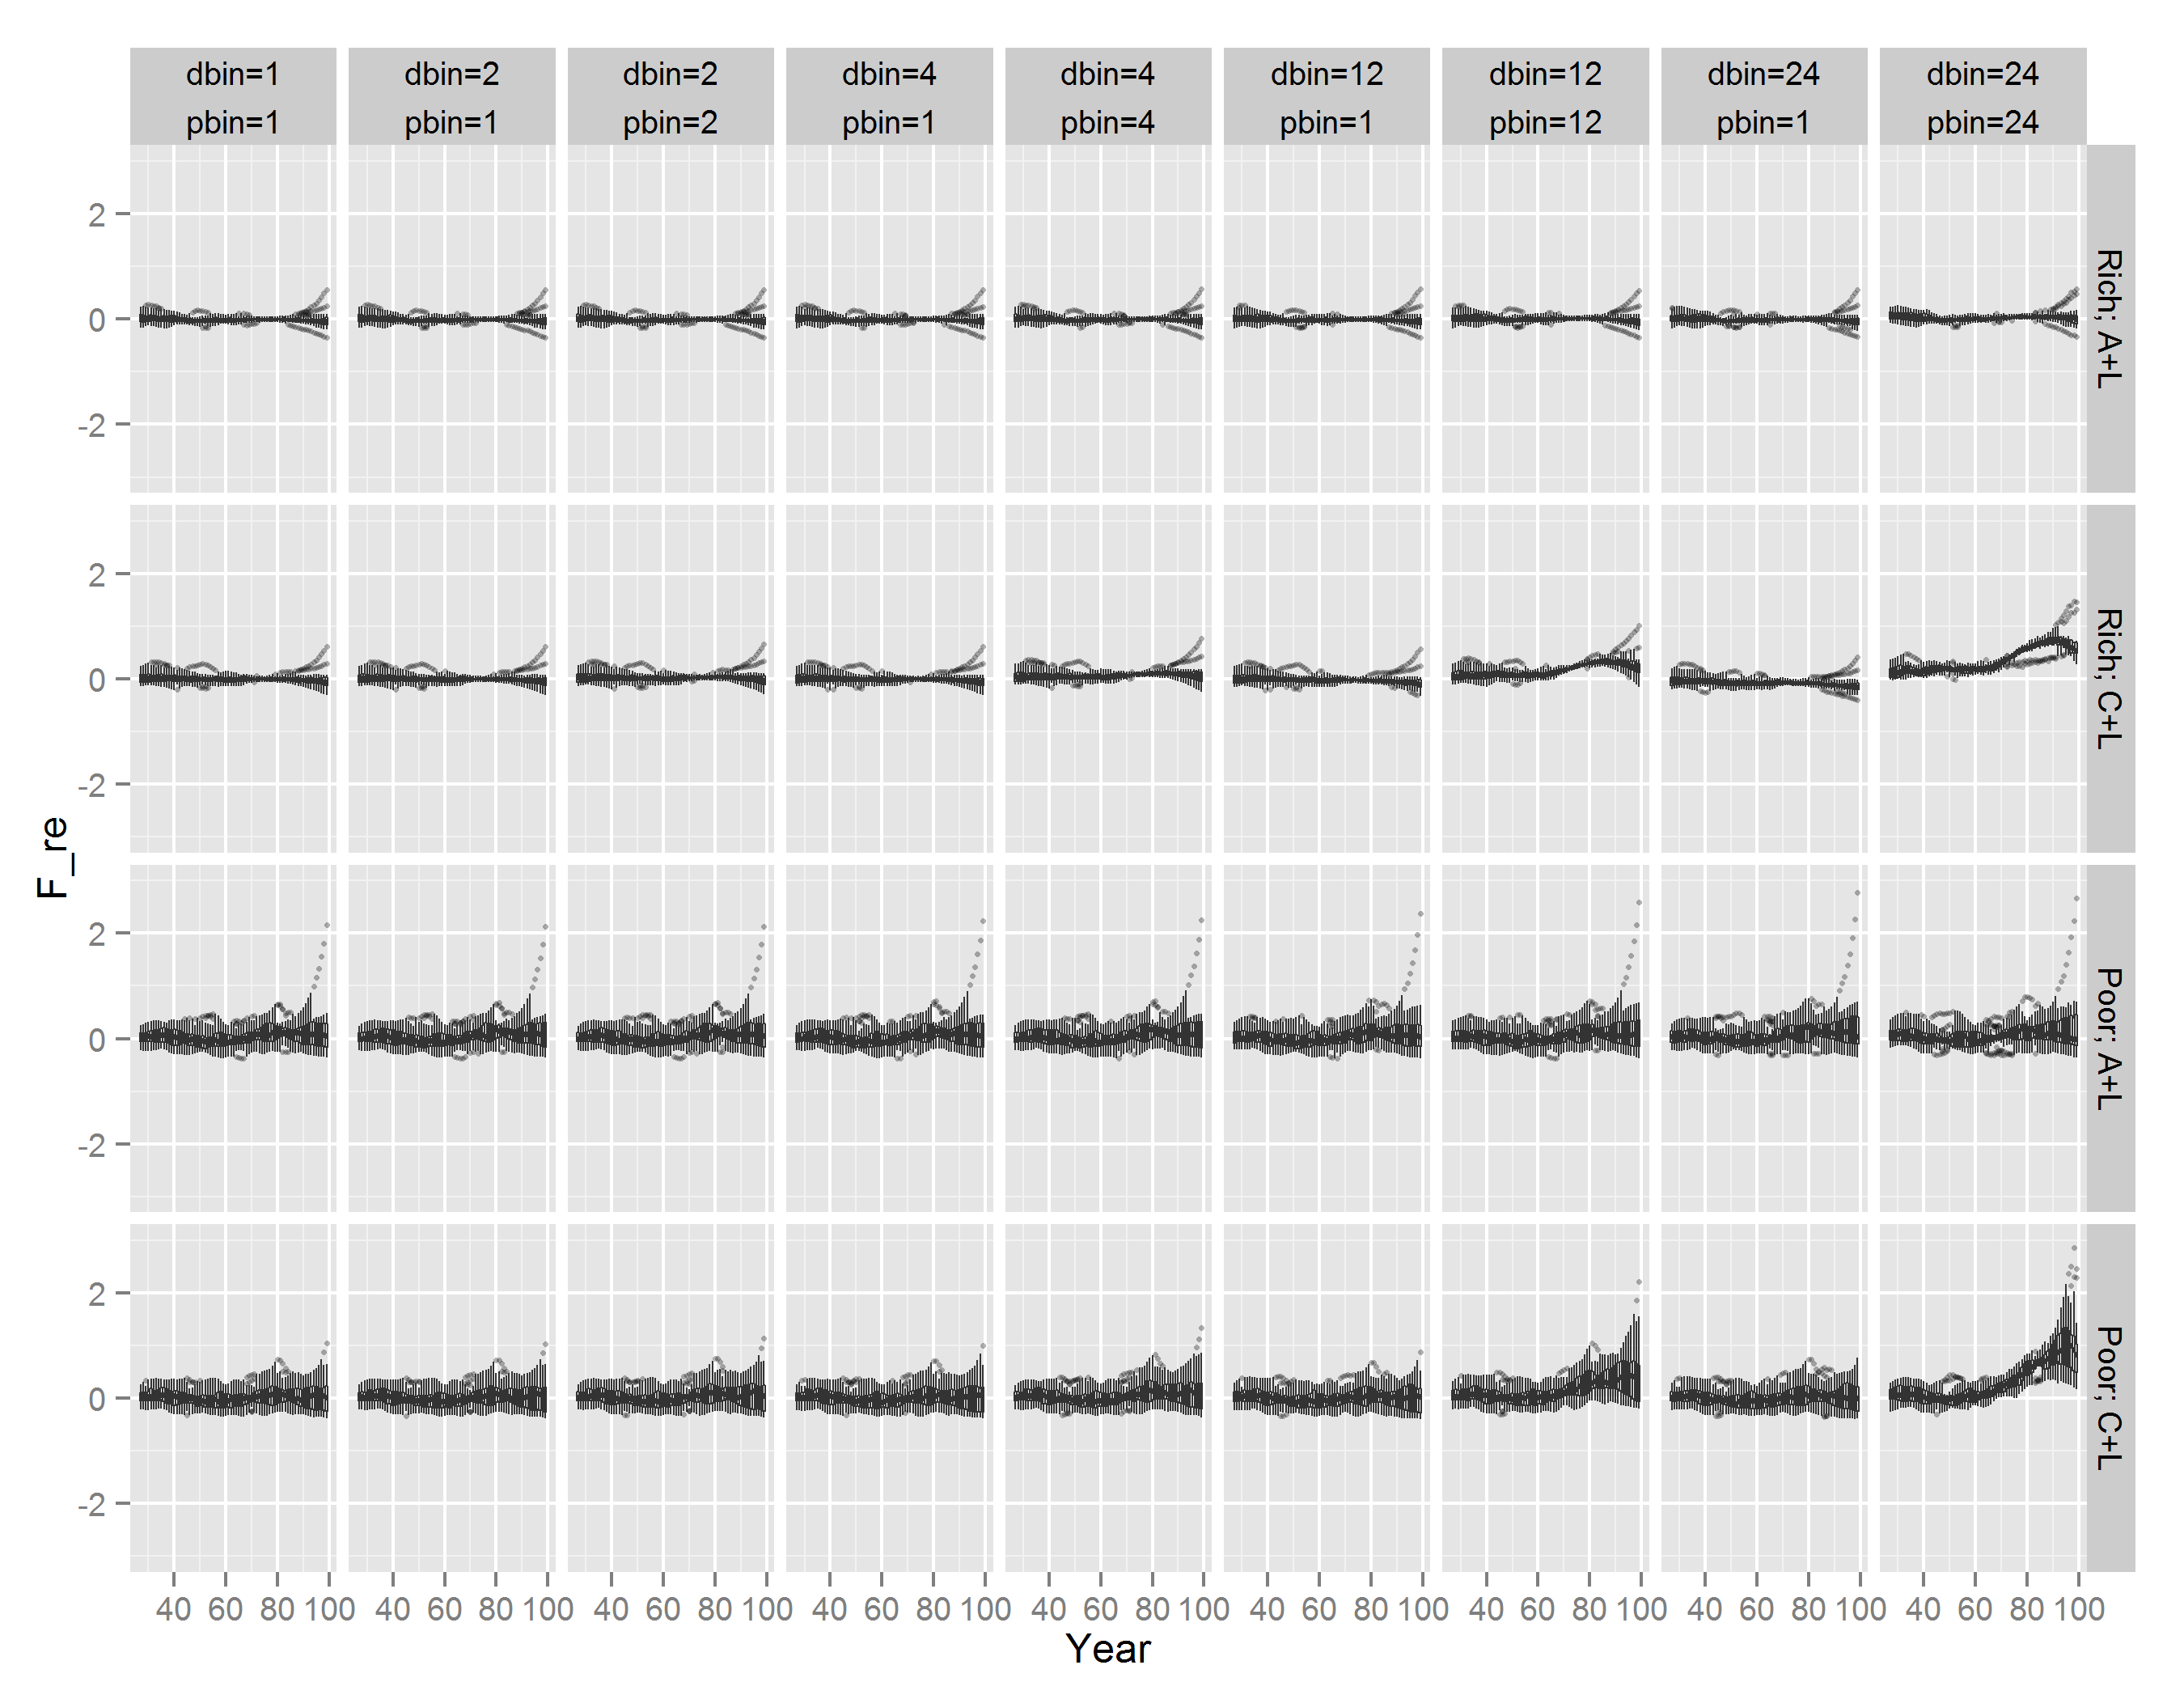 dbin=1 dbin=2 dbin=2 dbin=4 dbin=4 dbin=12 dbin=12 dbin=24 dbin=24
pbin=1 pbin=1 pbin=2 pbin=1 pbin=4 pbin=1 pbin=12 pbin=1 pbin=24
2
0
-2
Rich; A+L
2
0
-2
Rich; C+L
F_re
2
0
-2
Poor; A+L
2
0
-2
Poor; C+L
40 60 80 100 40 60 80 100 40 60 80 100 40 60 80 100 40 60 80 100 40 60 80 100 40 60 80 100 40 60 80 100 40 60 80 100
Year